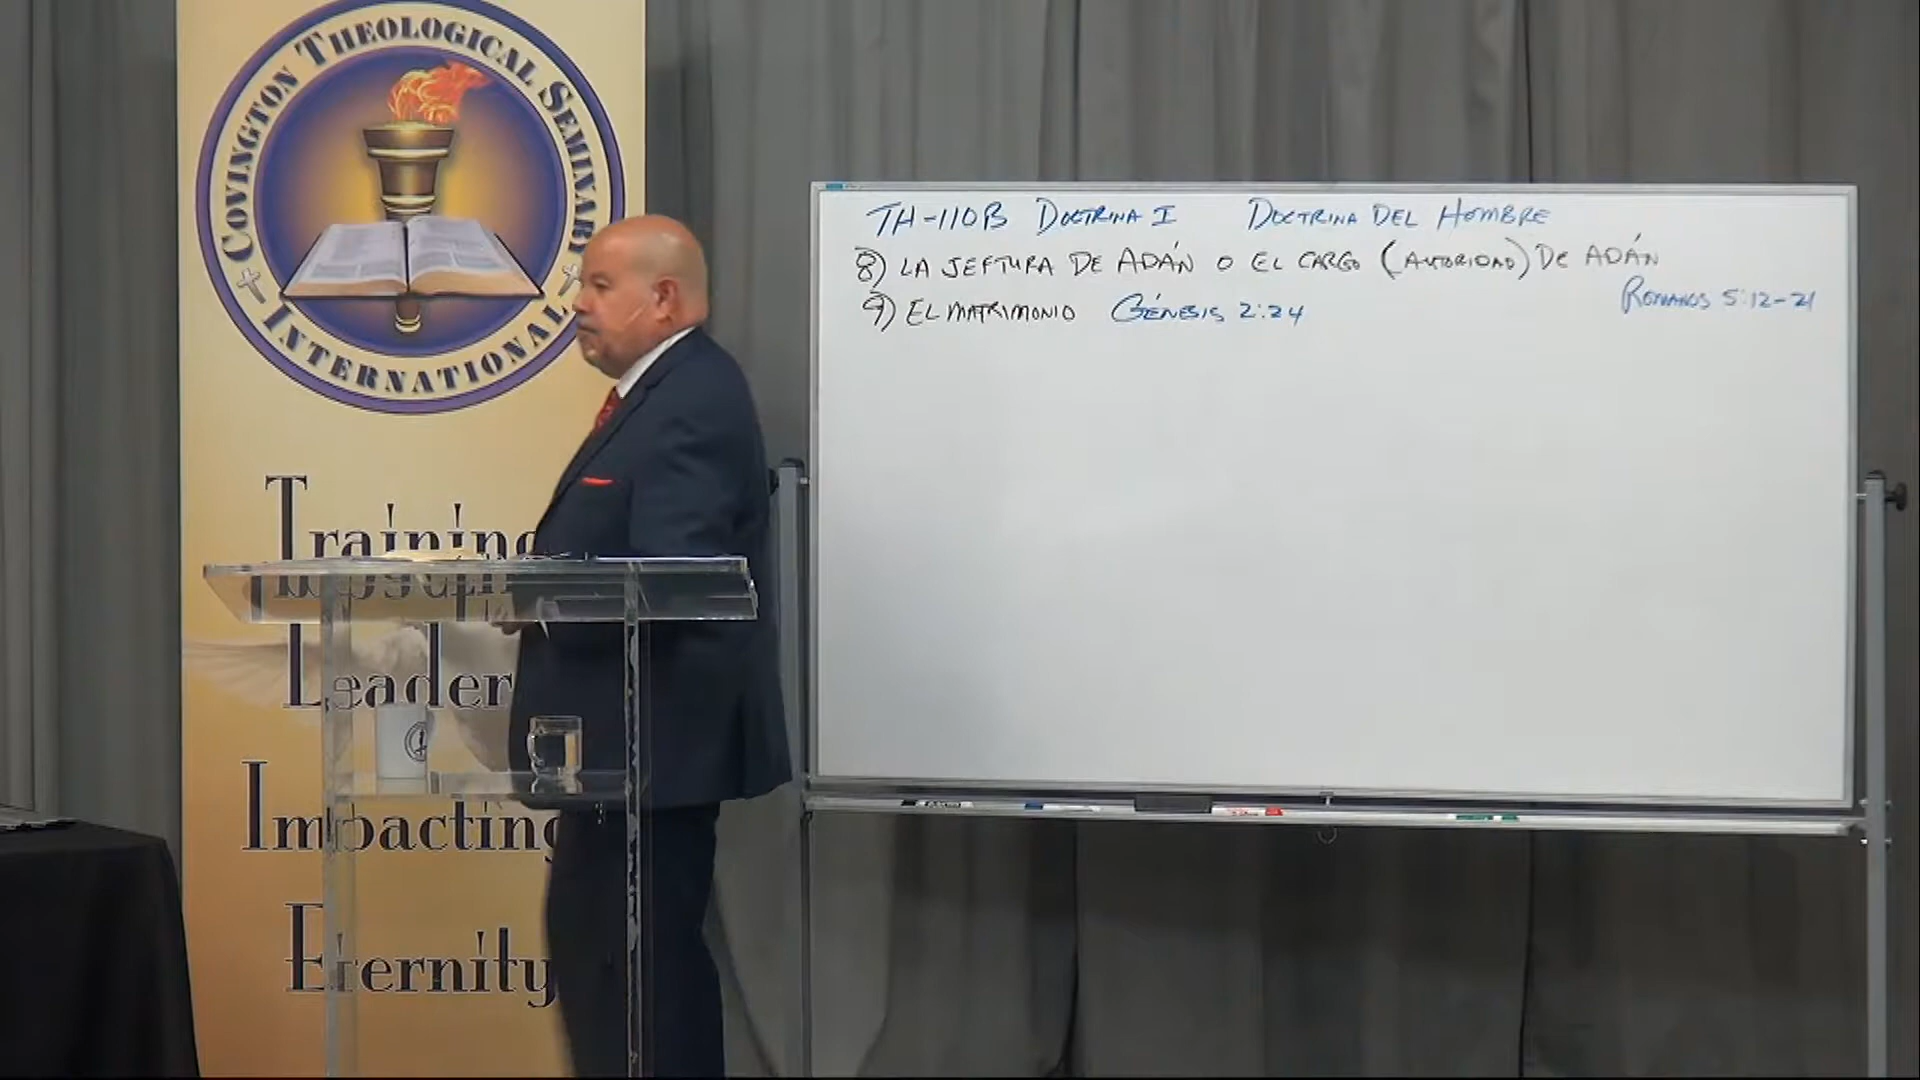 COVINGTON THEOLOGICAL SEMINARY
INTERNATIONAL
Training
Leader
Impacting
Eternity
TH-110B DOCTRINA I DOCTRINA DEL HOMBRE
8) LA JEFTURA DE ADÁN O EL CARGO (AUTORIDAD) DE ADÁN
ROMANOS 5:12-21
9) EL MATRIMONIO GÉNESIS 2:24